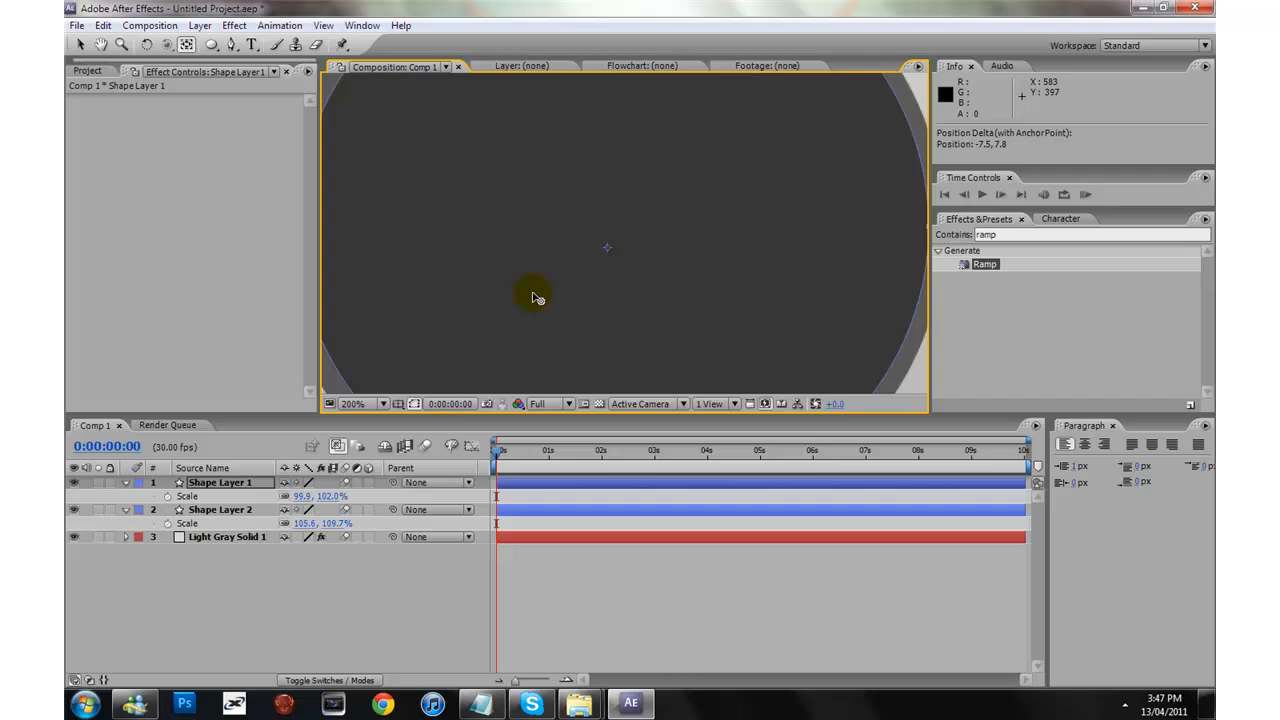 Adobe After Effects - Untitled Project.aep *
File Edit Composition Layer Effect Animation View Window Help
Workspace: Standard
Project Effect Controls: Shape Layer 1
Comp 1 * Shape Layer 1
Composition: Comp 1 Layer: (none) Flowchart: (none) Footage: (none)
Info Audio
R: X: 583
G: Y: 397
B:
A: 0
Position Delta (with AnchorPoint):
Position: -7.5, 7.8
Time Controls
Effects & Presets Character
Contains: ramp
Generate
Ramp
200% 0:00:00:00 Full Active Camera 1 View +0.0
Comp 1 Render Queue
0:00:00:00 (30.00 fps)
0s 01s 02s 03s 04s 05s 06s 07s 08s 09s 10s
# Source Name Parent
1 Shape Layer 1 None
Scale 99.9, 102.0%
2 Shape Layer 2 None
Scale 105.6, 109.7%
3 Light Gray Solid 1 None
Toggle Switches / Modes
Paragraph
1 px 0 px 0 p
0 px 0 px
Ps S AE
3:47 PM
13/04/2011